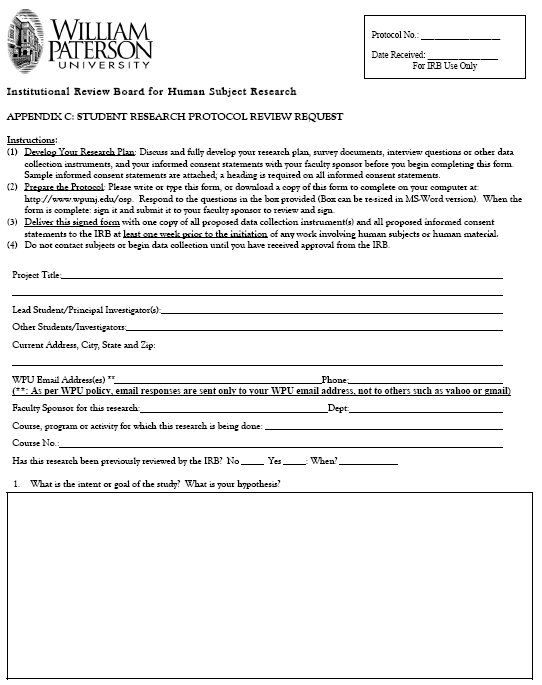 WILLIAM
PATERSON
UNIVERSITY
Protocol No.: ___________________
Date Received: _________________
For IRB Use Only
Institutional Review Board for Human Subject Research
APPENDIX C: STUDENT RESEARCH PROTOCOL REVIEW REQUEST
Instructions:
(1) Develop Your Research Plan: Discuss and fully develop your research plan, survey documents, interview questions or other data
collection instruments, and your informed consent statements with your faculty sponsor before you begin completing this form.
Sample informed consent statements are attached; a heading is required on all informed consent statements.
(2) Prepare the Protocol: Please write or type this form, or download a copy of this form to complete on your computer at:
http://www.wpunj.edu/osp. Respond to the questions in the box provided (Box can be re-sized in MS-Word version). When the
form is complete: sign it and submit it to your faculty sponsor to review and sign.
(3) Deliver this signed form with one copy of all proposed data collection instrument(s) and all proposed informed consent
statements to the IRB at least one week prior to the initiation of any work involving human subjects or human material.
(4) Do not contact subjects or begin data collection until you have received approval from the IRB.
Project Title:
Lead Student/Principal Investigator(s):
Other Students/Investigators:
Current Address, City, State and Zip:
WPU Email Address(es) ** Phone:
(**: As per WPU policy, email responses are sent only to your WPU email address, not to others such as yahoo or gmail)
Faculty Sponsor for this research: Dept:
Course, program or activity for which this research is being done:
Course No.:
Has this research been previously reviewed by the IRB? No _____ Yes _____: When? _____________
1. What is the intent or goal of the study? What is your hypothesis?